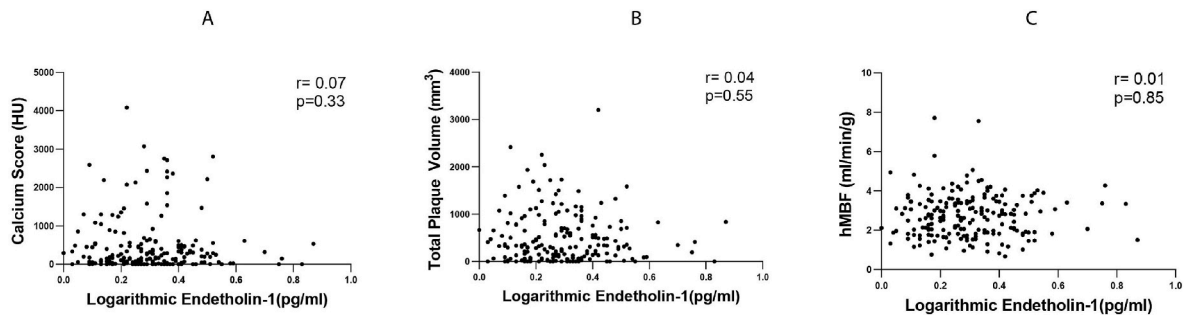 A
r= 0.07
p=0.33
Calcium Score (HU)
5000
4000
3000
2000
1000
0
0.0 0.2 0.4 0.6 0.8 1.0
Logarithmic Endetholin-1(pg/ml)
B
r= 0.04
p=0.55
Total Plaque Volume (mm³)
4000
3000
2000
1000
0
0.0 0.2 0.4 0.6 0.8 1.0
Logarithmic Endetholin-1(pg/ml)
C
r= 0.01
p=0.85
hMBF (ml/min/g)
10
8
6
4
2
0
0.0 0.2 0.4 0.6 0.8 1.0
Logarithmic Endetholin-1(pg/ml)